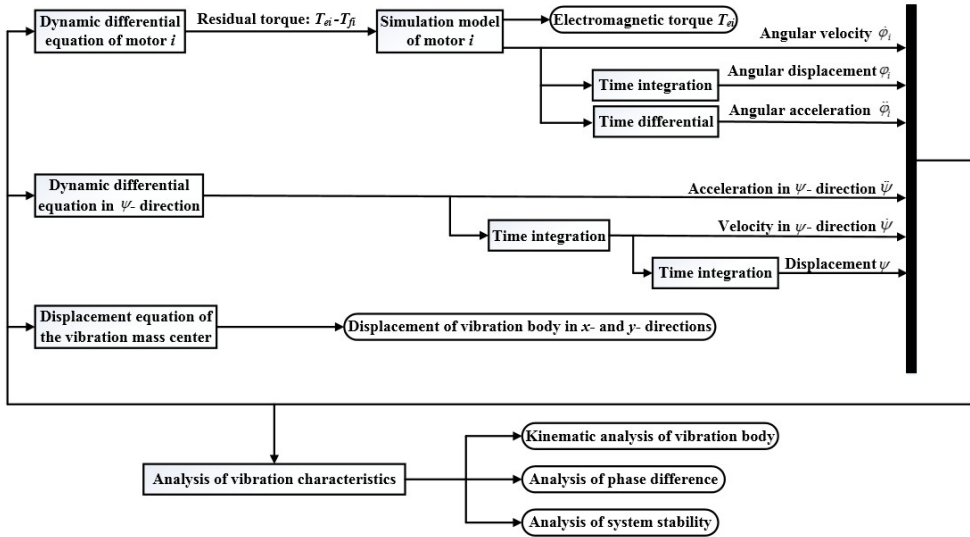 Dynamic differential
equation of motor i
Residual torque: Tei-Tfi
Simulation model
of motor i
Electromagnetic torque Tei
Angular velocity φ̇i
Time integration
Angular displacement φi
Time differential
Angular acceleration φ̈i
Dynamic differential
equation in ψ- direction
Acceleration in ψ- direction ψ̈
Time integration
Velocity in ψ- direction ψ̇
Time integration
Displacement ψ
Displacement equation of
the vibration mass center
Displacement of vibration body in x- and y- directions
Analysis of vibration characteristics
Kinematic analysis of vibration body
Analysis of phase difference
Analysis of system stability